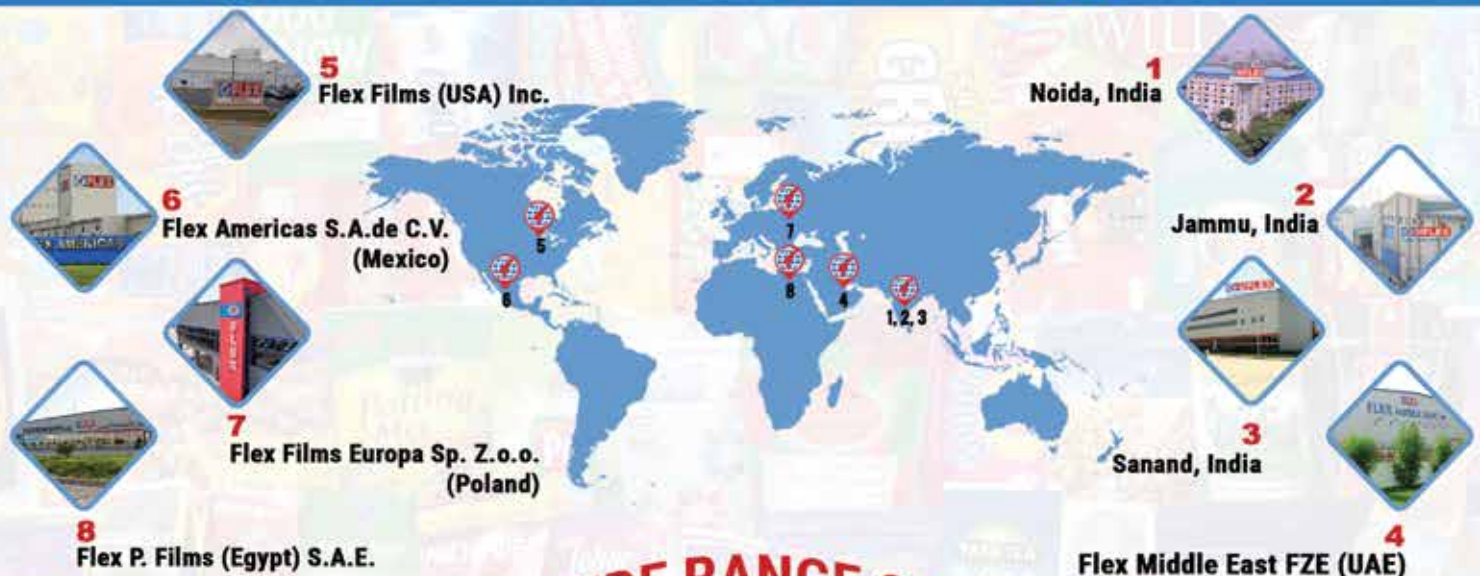 5
Flex Films (USA) Inc.
6
Flex Americas S.A.de C.V.
(Mexico)
7
Flex Films Europa Sp. Z.o.o.
(Poland)
8
Flex P. Films (Egypt) S.A.E.
1
Noida, India
2
Jammu, India
3
Sanand, India
4
Flex Middle East FZE (UAE)
5
6
7
8
4
1, 2, 3
RANGE